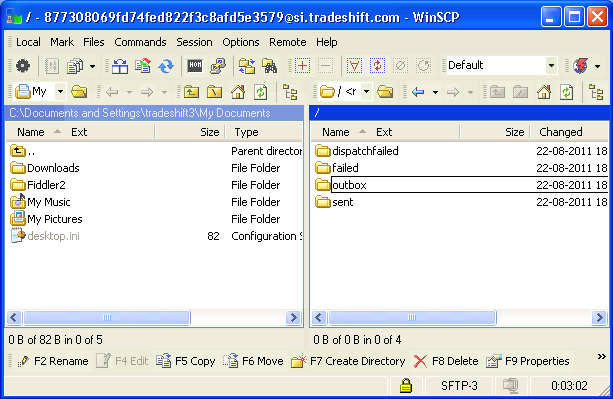 / - 877308069fd74fed822f3c8afd5e3579@si.tradeshift.com - WinSCP
Local Mark Files Commands Session Options Remote Help
Default
My / <r
C:\Documents and Settings\tradeshift3\My Documents
/
Name Ext Size Type
Name Ext Size Changed
.. Parent director
Downloads File Folder
Fiddler2 File Folder
My Music File Folder
My Pictures File Folder
desktop.ini 82 Configuration S
dispatchfailed 22-08-2011 18
failed 22-08-2011 18
outbox 22-08-2011 18
sent 22-08-2011 18
0 B of 82 B in 0 of 5
0 B of 0 B in 0 of 4
F2 Rename F4 Edit F5 Copy F6 Move F7 Create Directory F8 Delete F9 Properties »
SFTP-3 0:03:02